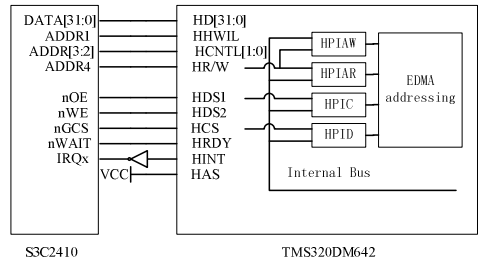 DATA[31:0] HD[31:0]
ADDR1 HHWIL
ADDR[3:2] HCNTL[1:0]
ADDR4 HR/W
nOE HDS1
nWE HDS2
nGCS HCS
nWAIT HRDY
IRQx HINT
VCC HAS
HPIAW
HPIAR
HPIC
HPID
EDMA
addressing
Internal Bus
S3C2410 TMS320DM642